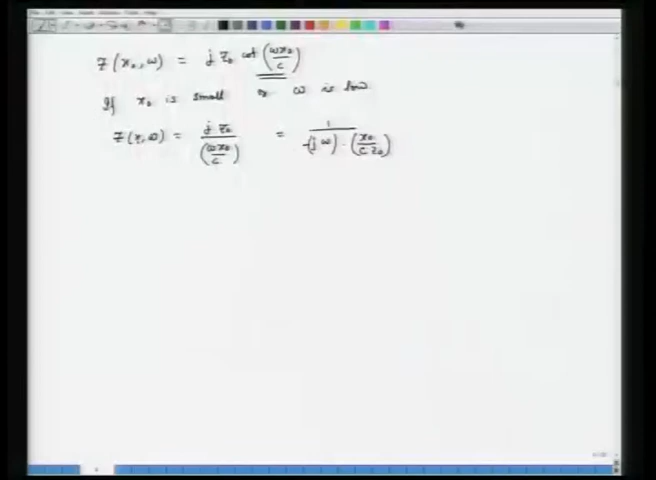 Z(x₀, ω) = j Z₀ cot (ωx₀/c)
If x₀ is small or ω is low
Z(x, ω) = j Z₀ / (ωx₀/c) = 1 / -(jω) · (x₀/c Z₀)